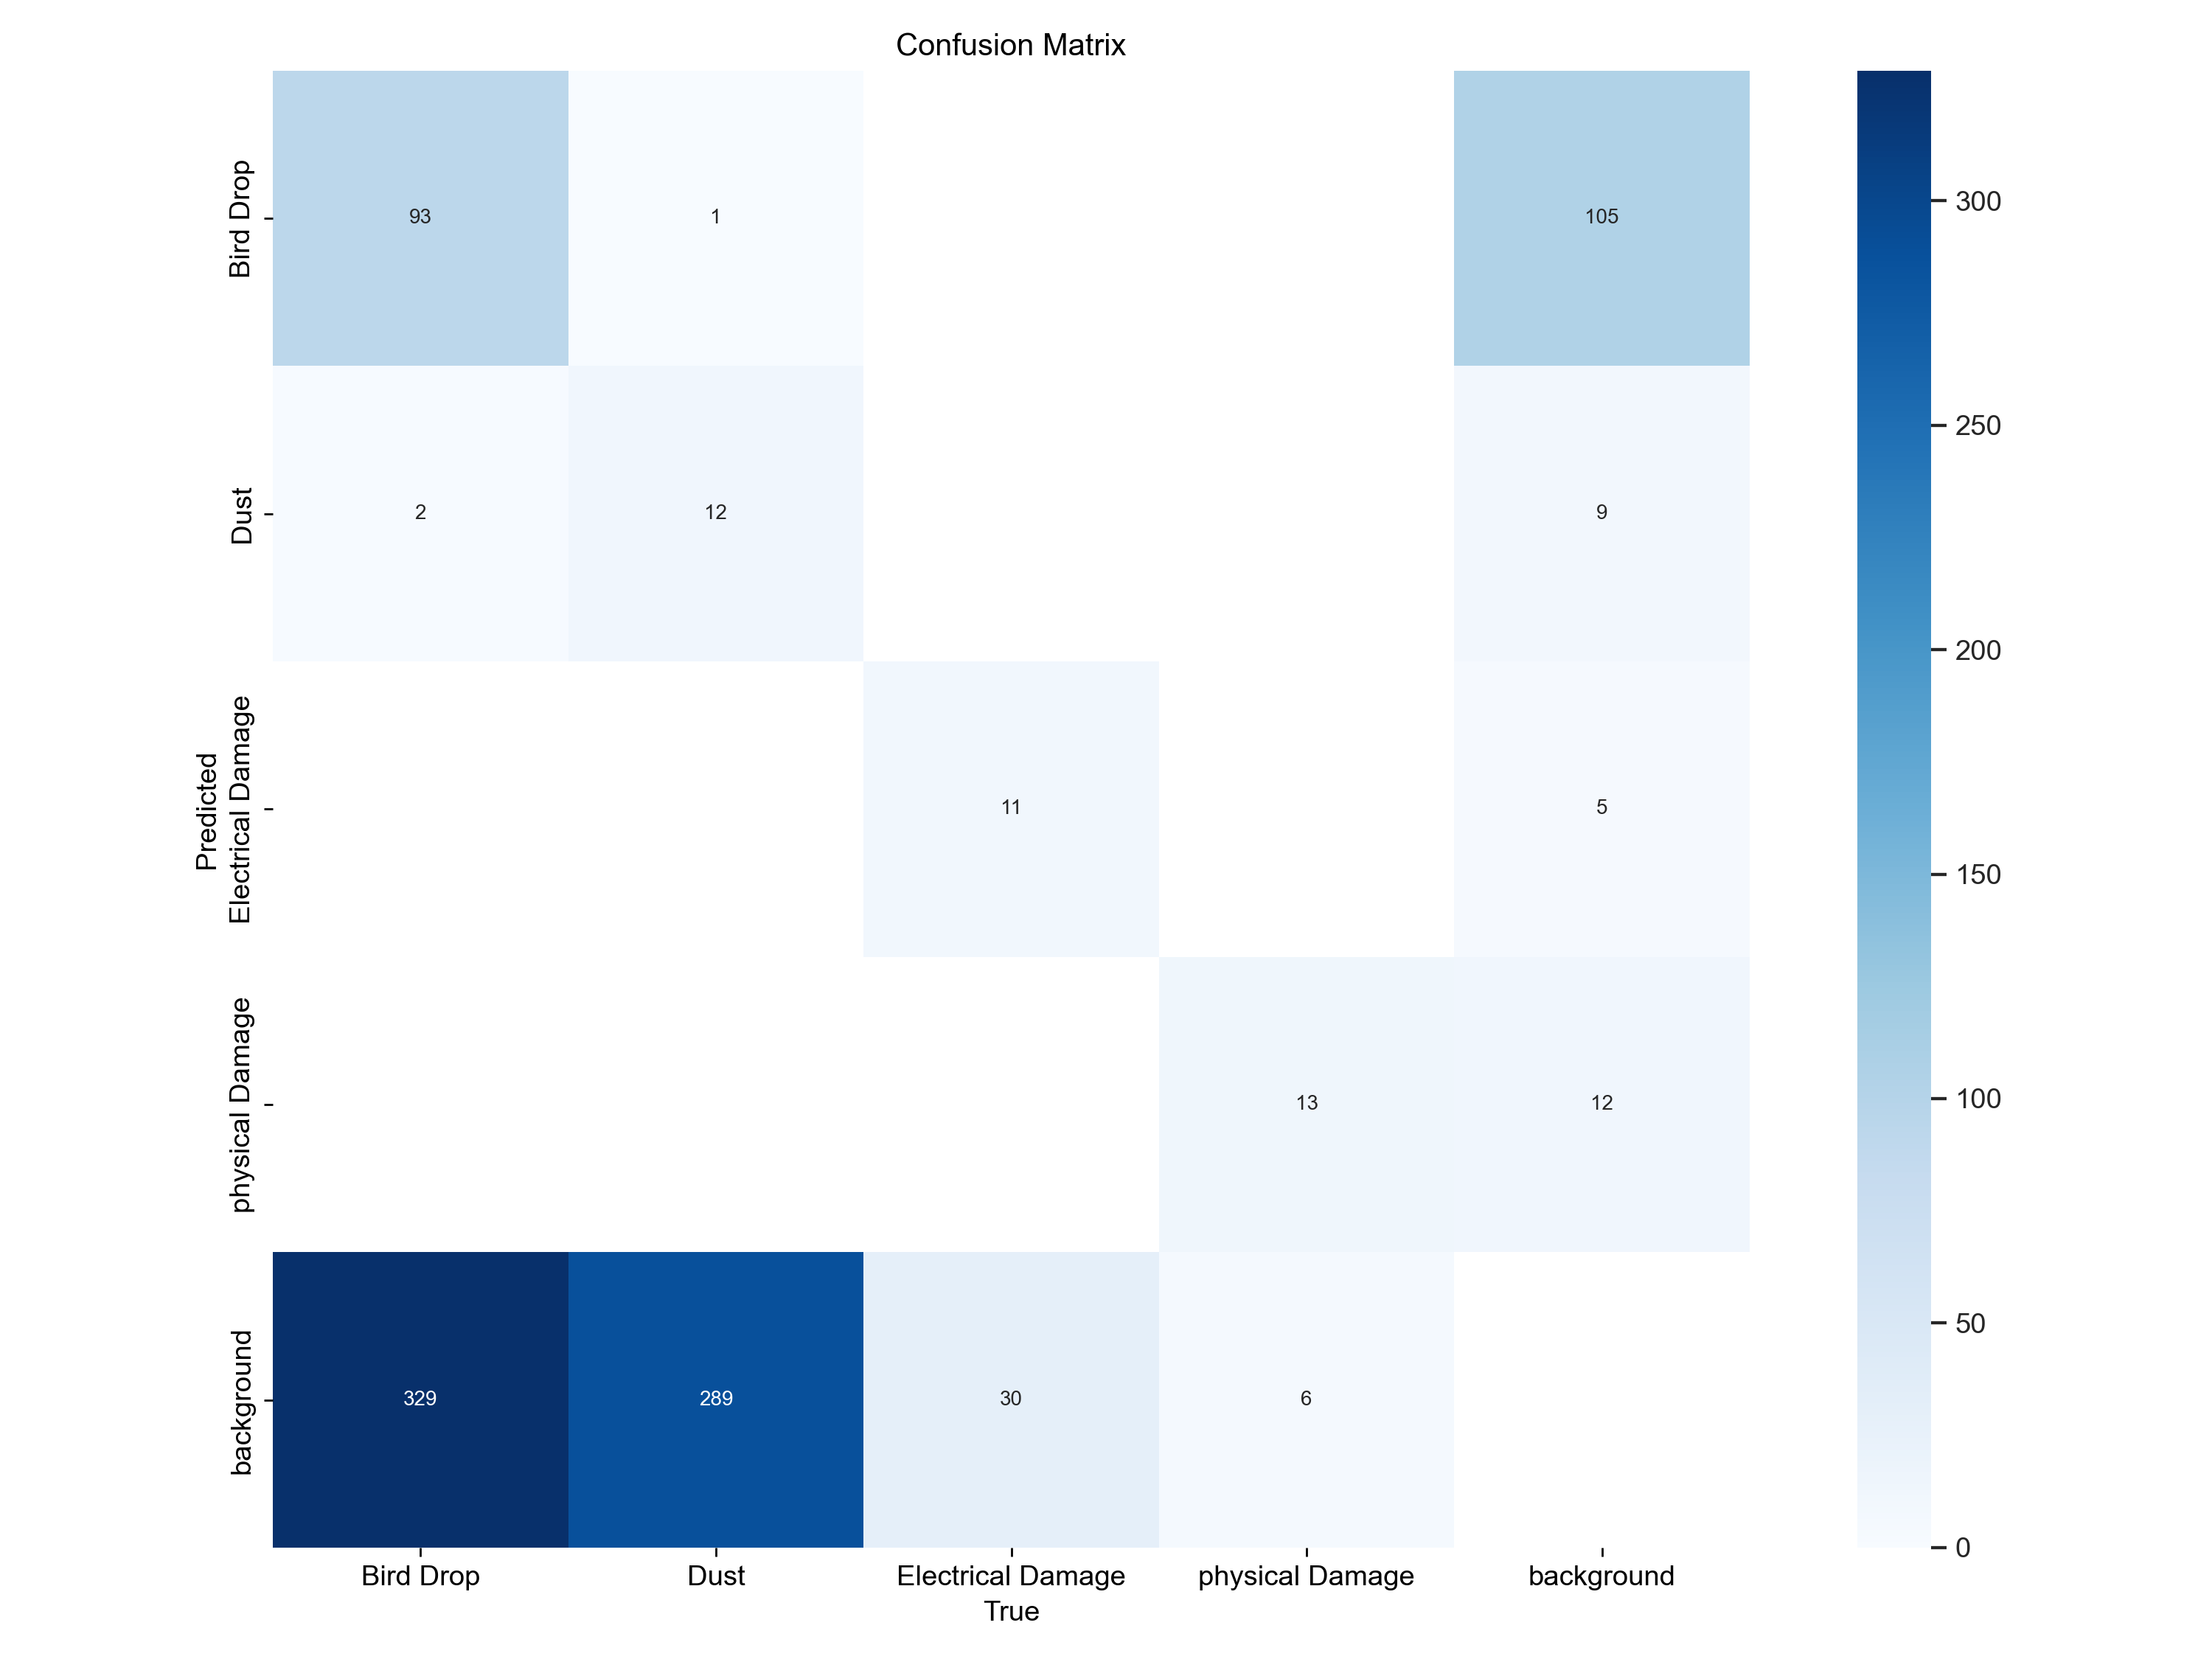 Confusion Matrix
Bird Drop
93
1
105
300
250
Dust
2
12
9
200
Predicted
Electrical Damage
11
5
150
physical Damage
13
12
100
50
background
329
289
30
6
0
Bird Drop
Dust
Electrical Damage
physical Damage
background
True